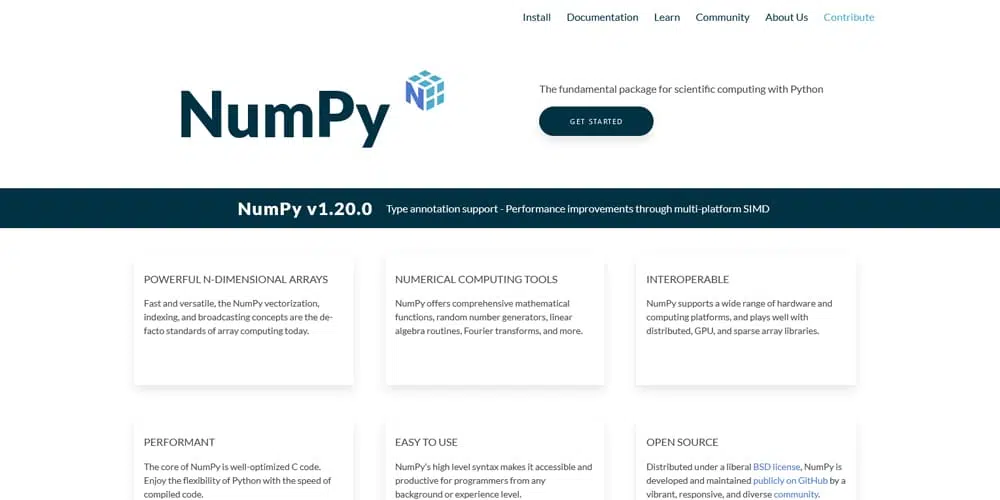 Install Documentation Learn Community About Us Contribute
NumPy
The fundamental package for scientific computing with Python
GET STARTED
NumPy v1.20.0 Type annotation support - Performance improvements through multi-platform SIMD
POWERFUL N-DIMENSIONAL ARRAYS
Fast and versatile, the NumPy vectorization,
indexing, and broadcasting concepts are the de-
facto standards of array computing today.
NUMERICAL COMPUTING TOOLS
NumPy offers comprehensive mathematical
functions, random number generators, linear
algebra routines, Fourier transforms, and more.
INTEROPERABLE
NumPy supports a wide range of hardware and
computing platforms, and plays well with
distributed, GPU, and sparse array libraries.
PERFORMANT
The core of NumPy is well-optimized C code.
Enjoy the flexibility of Python with the speed of
compiled code.
EASY TO USE
NumPy's high level syntax makes it accessible and
productive for programmers from any
background or experience level.
OPEN SOURCE
Distributed under a liberal BSD license, NumPy is
developed and maintained publicly on GitHub by a
vibrant, responsive, and diverse community.